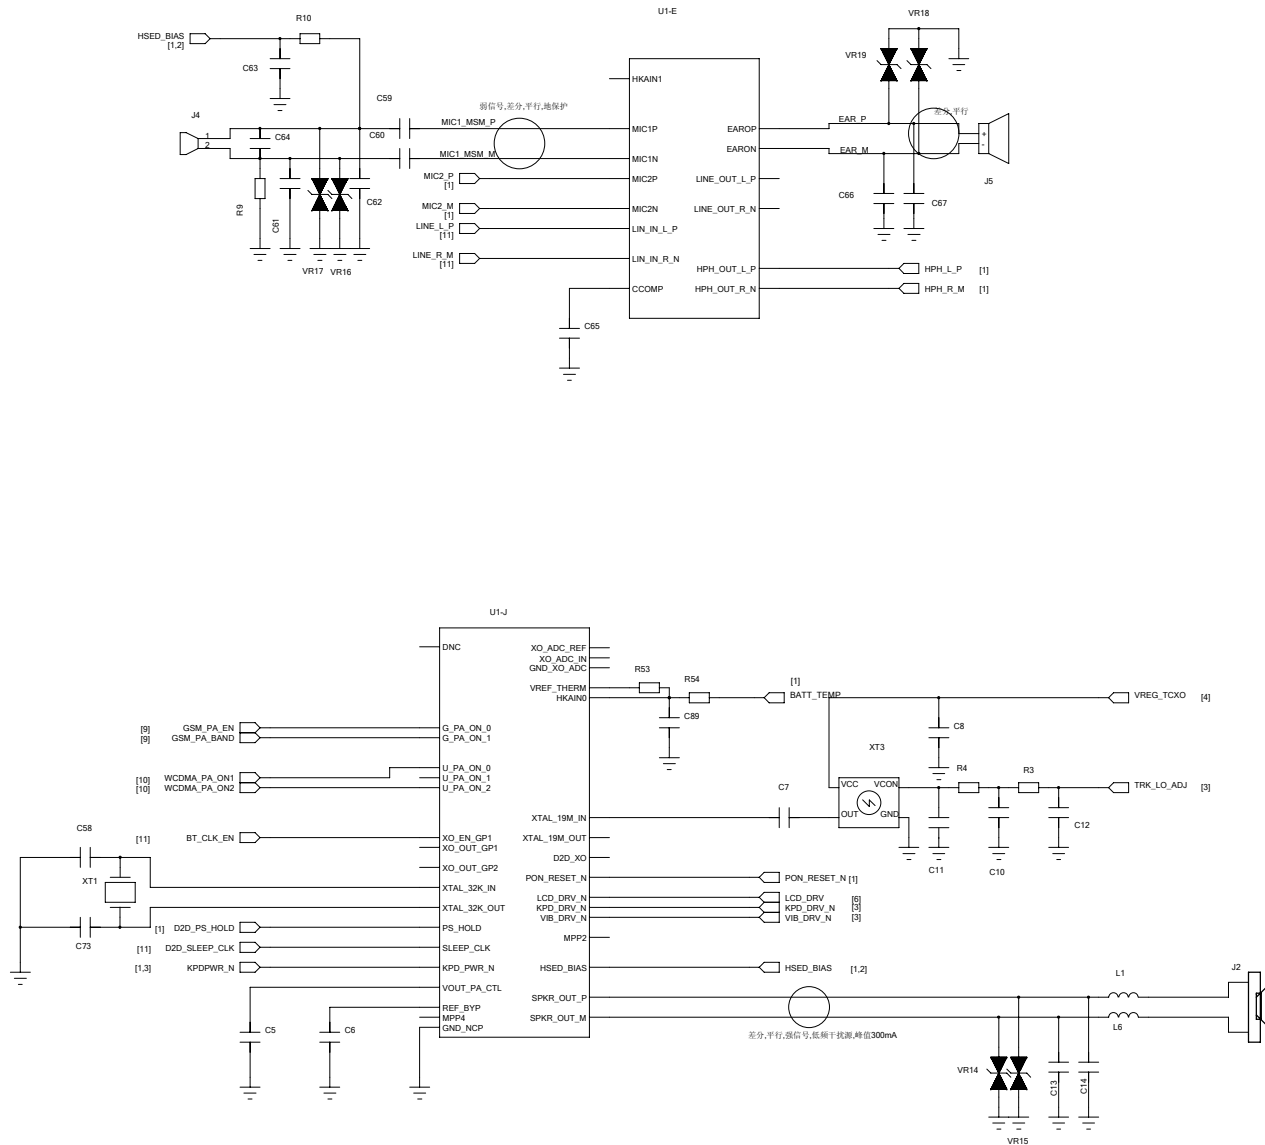 U1-E
R10
VR18
HSED_BIAS
[1,2]
VR19
C63
HKAIN1
C59
弱信号,差分,平行,地保护
差分,平行
J4
1
2
C64
C60
MIC1_MSM_P
MIC1P
EAROP
EAR_P
MIC1_MSM_M
MIC1N
EARON
EAR_M
+
-
J5
MIC2_P
[1]
MIC2P
LINE_OUT_L_P
R9
C61
C62
C66
C67
MIC2_M
[1]
MIC2N
LINE_OUT_R_N
LINE_L_P
[11]
LIN_IN_L_P
LINE_R_M
[11]
LIN_IN_R_N
VR17 VR16
HPH_OUT_L_P
HPH_L_P [1]
CCOMP
HPH_OUT_R_N
HPH_R_M [1]
C65
U1-J
DNC
XO_ADC_REF
XO_ADC_IN
GND_XO_ADC
R53
VREF_THERM
HKAIN0
R54
[1]
BATT_TEMP
VREG_TCXO [4]
C89
C8
[9] GSM_PA_EN
G_PA_ON_0
[9] GSM_PA_BAND
G_PA_ON_1
XT3
U_PA_ON_0
[10] WCDMA_PA_ON1
U_PA_ON_1
[10] WCDMA_PA_ON2
U_PA_ON_2
C7
VCC VCON
OUT GND
R4
R3
TRK_LO_ADJ [3]
XTAL_19M_IN
C58
[11] BT_CLK_EN
XO_EN_GP1
XTAL_19M_OUT
XO_OUT_GP1
C12
D2D_XO
XO_OUT_GP2
C11
C10
XT1
XTAL_32K_IN
PON_RESET_N
PON_RESET_N [1]
LCD_DRV_N
LCD_DRV [6]
XTAL_32K_OUT
KPD_DRV_N
KPD_DRV_N [3]
VIB_DRV_N
VIB_DRV_N [3]
[1] D2D_PS_HOLD
PS_HOLD
C73
MPP2
[11] D2D_SLEEP_CLK
SLEEP_CLK
[1,3] KPDPWR_N
KPD_PWR_N
HSED_BIAS
HSED_BIAS [1,2]
L1
J2
VOUT_PA_CTL
SPKR_OUT_P
REF_BYP
MPP4
SPKR_OUT_M
GND_NCP
L6
C5
C6
差分,平行,强信号,低频干扰源,峰值300mA
VR14
C13
C14
VR15